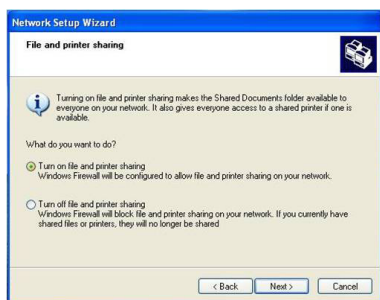 Network Setup Wizard
File and printer sharing
Turning on file and printer sharing makes the Shared Documents folder available to
everyone on your network. It also gives everyone access to a shared printer if one is
available.
What do you want to do?
Turn on file and printer sharing
Windows Firewall will be configured to allow file and printer sharing on your network.
Turn off file and printer sharing
Windows Firewall will block file and printer sharing on your network. If you currently have
shared files or printers, they will no longer be shared
< Back Next > Cancel